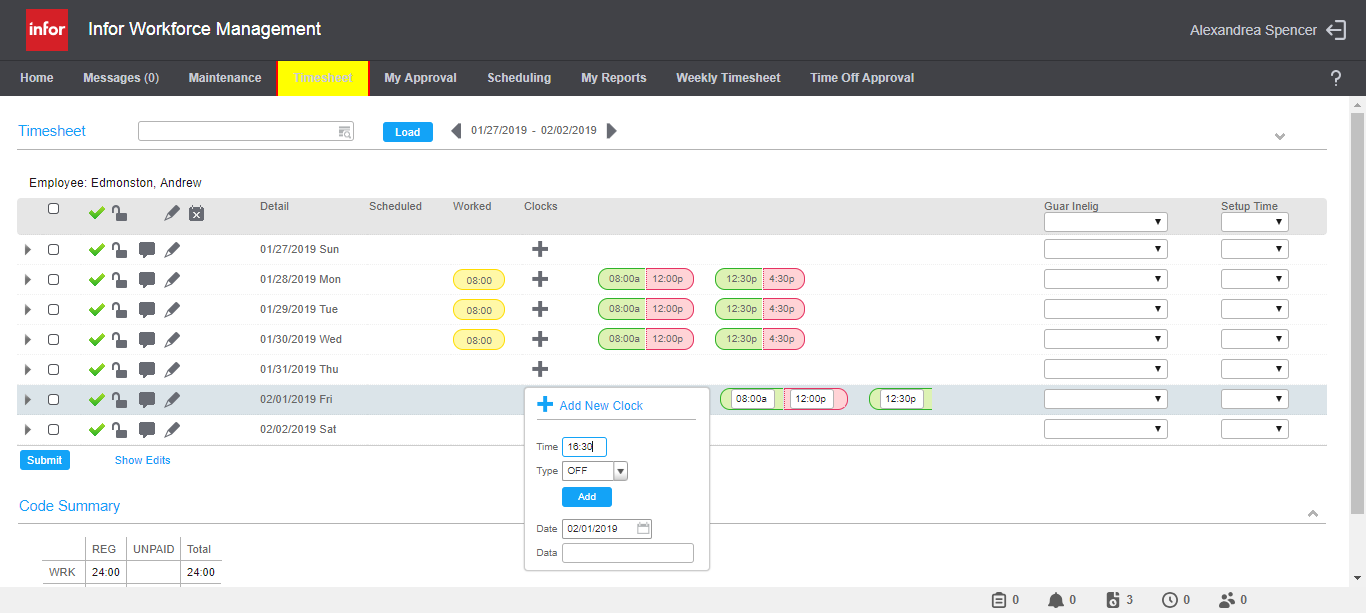 infor Infor Workforce Management Alexandrea Spencer
Home Messages (0) Maintenance Timesheet My Approval Scheduling My Reports Weekly Timesheet Time Off Approval ?
Timesheet Load 01/27/2019 - 02/02/2019
Employee: Edmonston, Andrew
Detail Scheduled Worked Clocks Guar Inelig Setup Time
01/27/2019 Sun
01/28/2019 Mon 08:00 08:00a 12:00p 12:30p 4:30p
01/29/2019 Tue 08:00 08:00a 12:00p 12:30p 4:30p
01/30/2019 Wed 08:00 08:00a 12:00p 12:30p 4:30p
01/31/2019 Thu
02/01/2019 Fri 08:00a 12:00p 12:30p
02/02/2019 Sat
Add New Clock
Time 16:30
Type OFF
Add
Date 02/01/2019
Data
Submit Show Edits
Code Summary
REG UNPAID Total
WRK 24:00 24:00
0 0 3 0 0